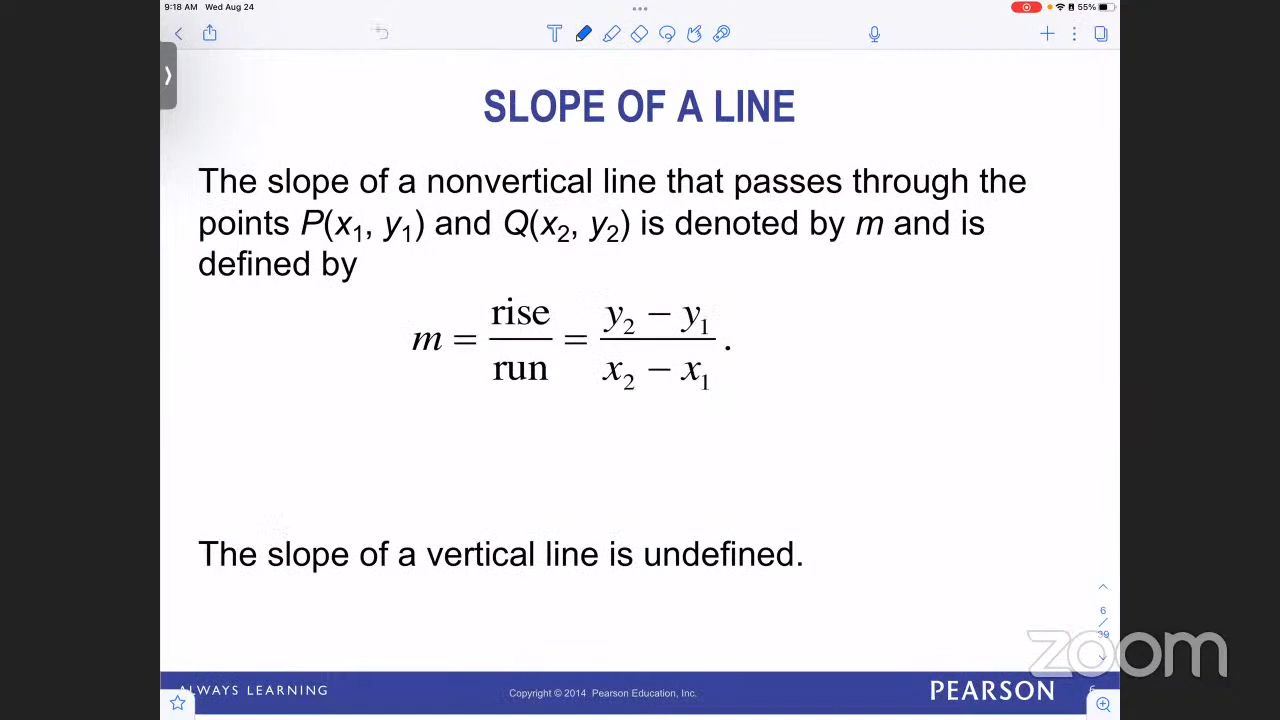 9:18 AM Wed Aug 24
55%
SLOPE OF A LINE
The slope of a nonvertical line that passes through the
points P(x₁, y₁) and Q(x₂, y₂) is denoted by m and is
defined by
m = rise/run = (y₂ − y₁)/(x₂ − x₁).
The slope of a vertical line is undefined.
6
/
39
zoom
ALWAYS LEARNING
Copyright © 2014 Pearson Education, Inc.
PEARSON